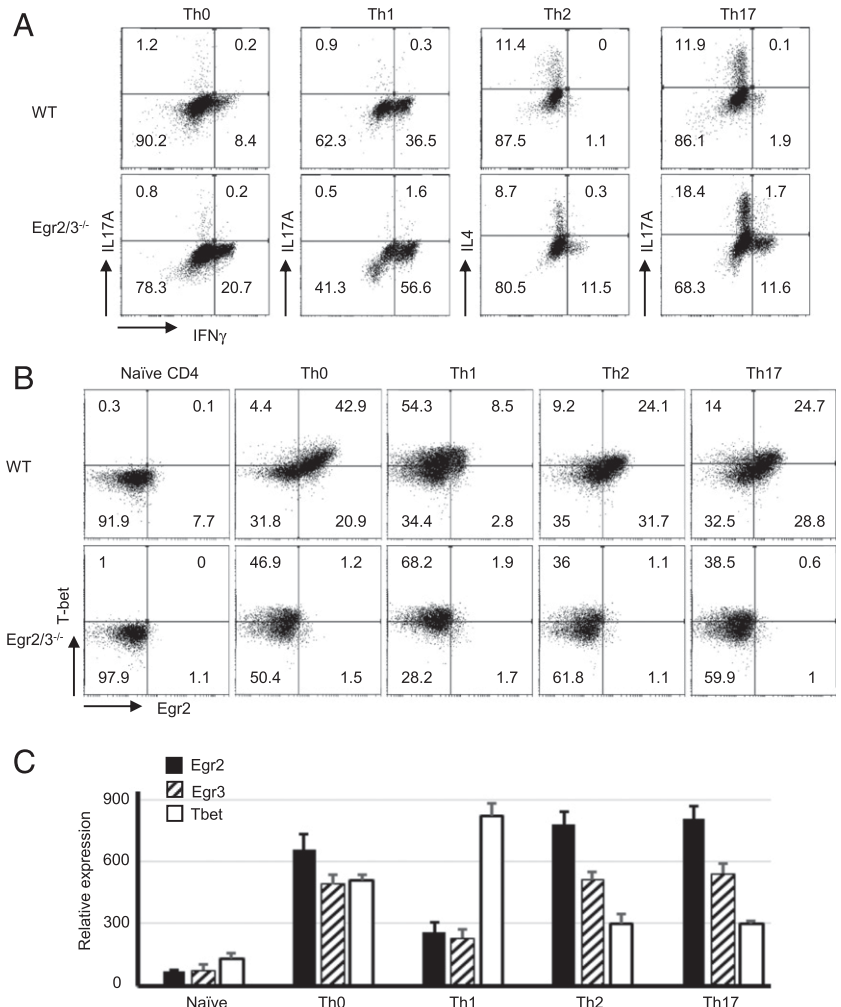 A
Th0 Th1 Th2 Th17
1.2 0.2 0.9 0.3 11.4 0 11.9 0.1
WT
90.2 8.4 62.3 36.5 87.5 1.1 86.1 1.9
0.8 0.2 0.5 1.6 8.7 0.3 18.4 1.7
Egr2/3-/- IL17A IL17A IL4 IL17A
78.3 20.7 41.3 56.6 80.5 11.5 68.3 11.6
IFNγ
B
Naïve CD4 Th0 Th1 Th2 Th17
0.3 0.1 4.4 42.9 54.3 8.5 9.2 24.1 14 24.7
WT
91.9 7.7 31.8 20.9 34.4 2.8 35 31.7 32.5 28.8
1 0 46.9 1.2 68.2 1.9 36 1.1 38.5 0.6
T-bet
Egr2/3-/-
97.9 1.1 50.4 1.5 28.2 1.7 61.8 1.1 59.9 1
Egr2
C
Egr2
Egr3
Tbet
Relative expression
900
600
300
0
Naïve Th0 Th1 Th2 Th17